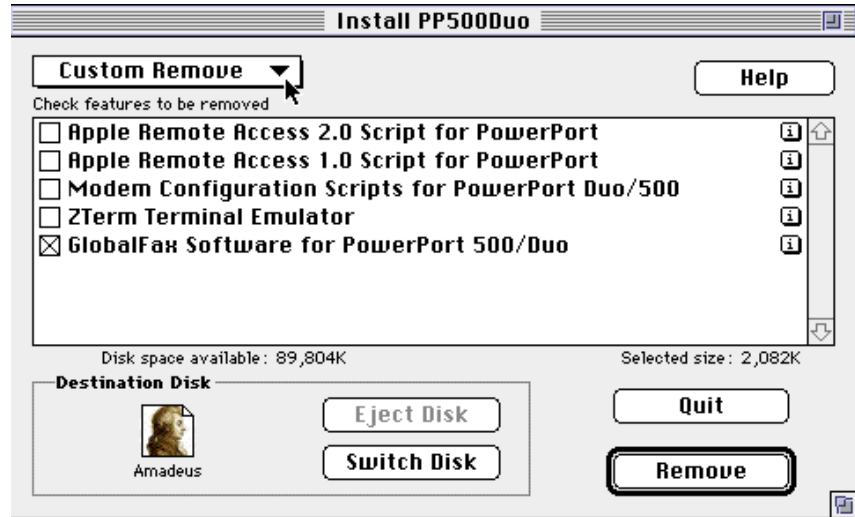 Install PP500Duo
Custom Remove
Help
Check features to be removed
Apple Remote Access 2.0 Script for PowerPort
Apple Remote Access 1.0 Script for PowerPort
Modem Configuration Scripts for PowerPort Duo/500
ZTerm Terminal Emulator
GlobalFax Software for PowerPort 500/Duo
Disk space available: 89,804K
Selected size: 2,082K
Destination Disk
Eject Disk
Quit
Switch Disk
Amadeus
Remove